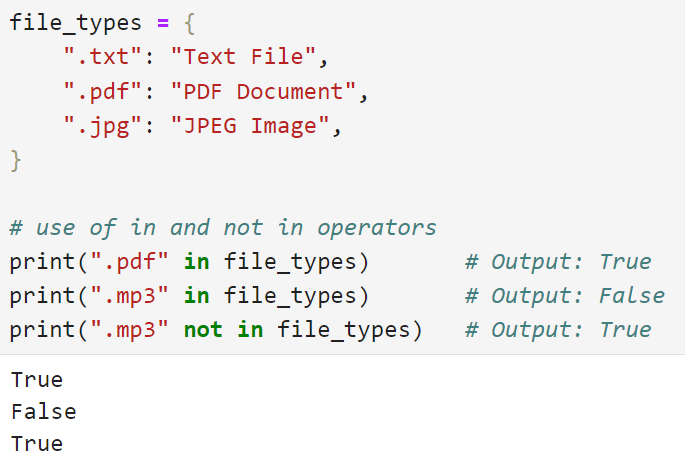 file_types = {
    ".txt": "Text File",
    ".pdf": "PDF Document",
    ".jpg": "JPEG Image",
}
# use of in and not in operators
print(".pdf" in file_types)         # Output: True
print(".mp3" in file_types)         # Output: False
print(".mp3" not in file_types)   # Output: True
True
False
True